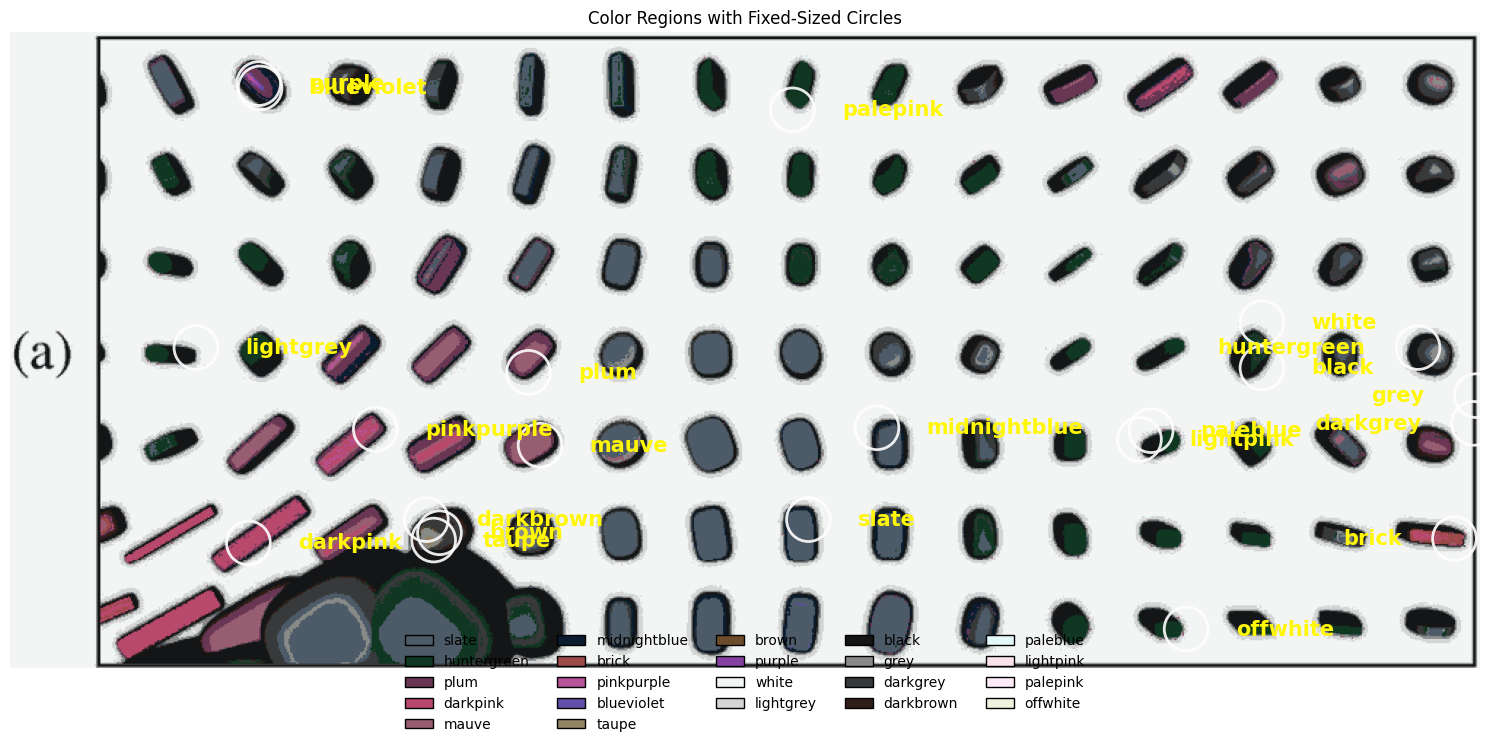 Color Regions with Fixed-Sized Circles
purple
blueviolet
palepink
white
lightgrey
huntergreen
(a)
plum
black
grey
pinkpurple
midnightblue
paleblue
darkgrey
mauve
lightpink
darkbrown
slate
brown
darkpink
taupe
brick
offwhite
slate midnightblue brown black paleblue
huntergreen brick purple grey lightpink
plum pinkpurple white darkgrey palepink
darkpink blueviolet lightgrey darkbrown offwhite
mauve taupe